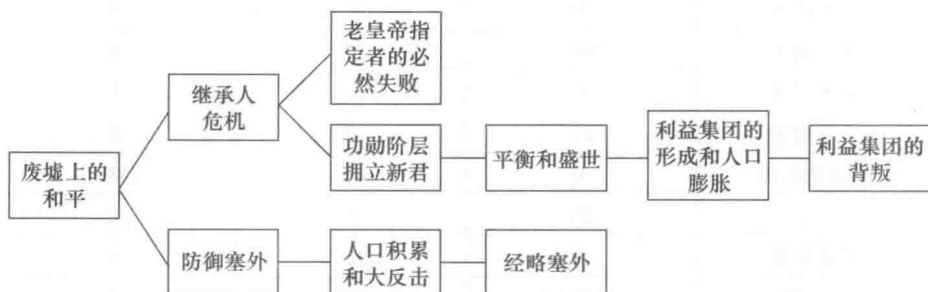 老皇帝指
定者的必
然失败
继承人
危机
功勋阶层
拥立新君
平衡和盛世
利益集团的
形成和人口
膨胀
利益集团的
背叛
废墟上的
和平
防御塞外
人口积累
和大反击
经略塞外